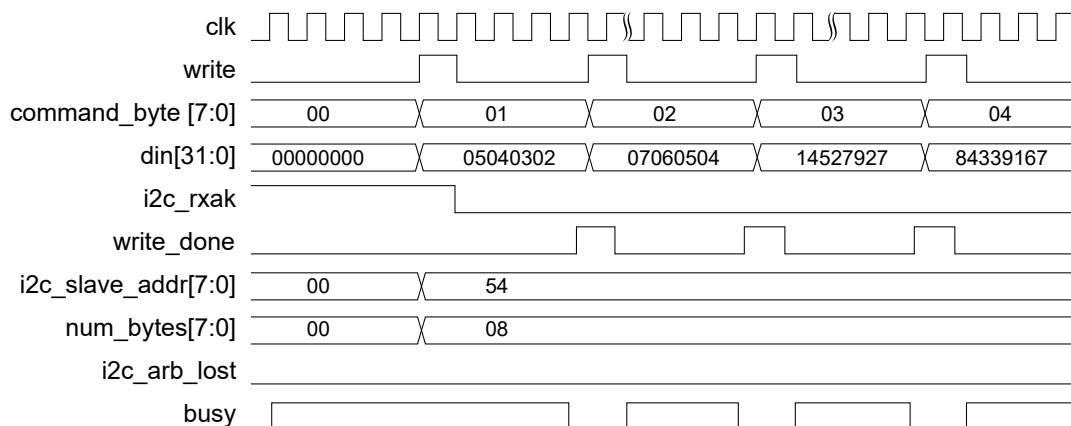 clk
write
command_byte [7:0] 00 01 02 03 04
din[31:0] 00000000 05040302 07060504 14527927 84339167
i2c_rxak
write_done
i2c_slave_addr[7:0] 00 54
num_bytes[7:0] 00 08
i2c_arb_lost
busy